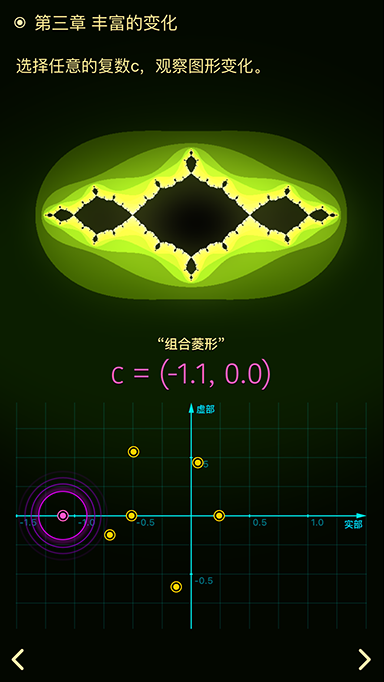 第三章 丰富的变化
选择任意的复数c，观察图形变化。
“组合菱形”
c = (-1.1, 0.0)
虚部
-1.5 -1.0 -0.5 0.5 1.0
实部
-0.5